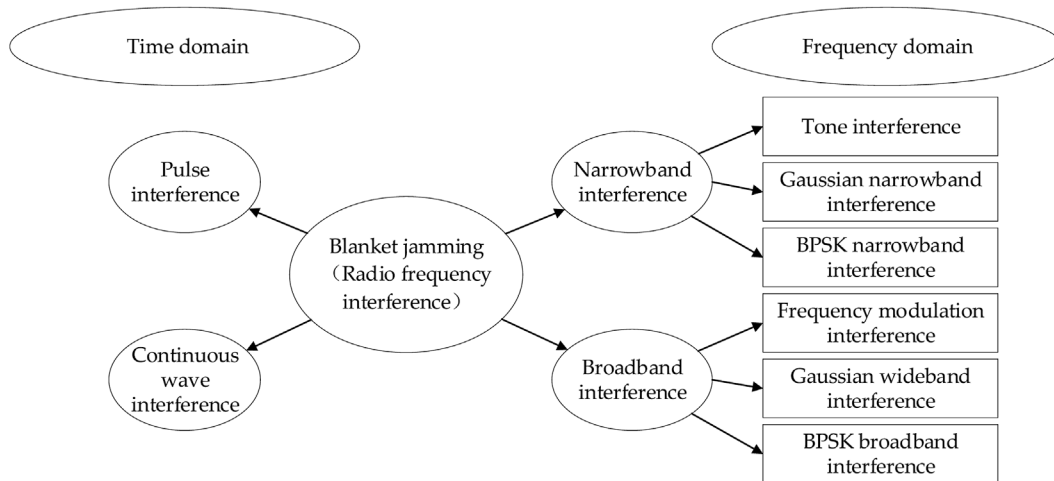 Time domain
Frequency domain
Pulse
interference
Continuous
wave
interference
Blanket jamming
（Radio frequency
interference）
Narrowband
interference
Broadband
interference
Tone interference
Gaussian narrowband
interference
BPSK narrowband
interference
Frequency modulation
interference
Gaussian wideband
interference
BPSK broadband
interference